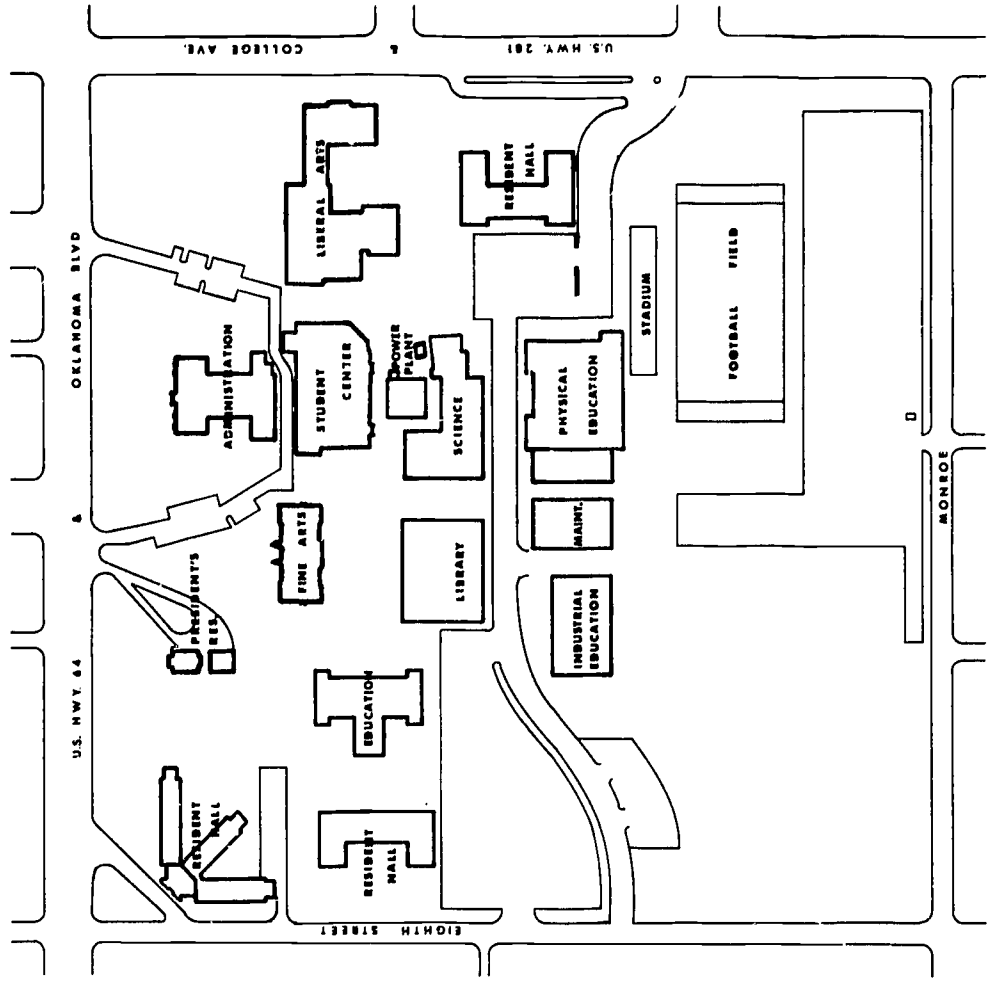 COLLEGE AVE. & U.S. HWY. 281
U.S. HWY. 64 & OKLAHOMA BLVD
LIBERAL ARTS
RESIDENT
HALL
ADMINISTRATION
STUDENT
CENTER
POWER
PLANT
SCIENCE
PHYSICAL
EDUCATION
STADIUM
FOOTBALL FIELD
FINE ARTS
LIBRARY
MAINT.
INDUSTRIAL
EDUCATION
MONROE
PRESIDENT'S
RES.
EDUCATION
RESIDENT
HALL
RESIDENT
HALL
EIGHTH STREET